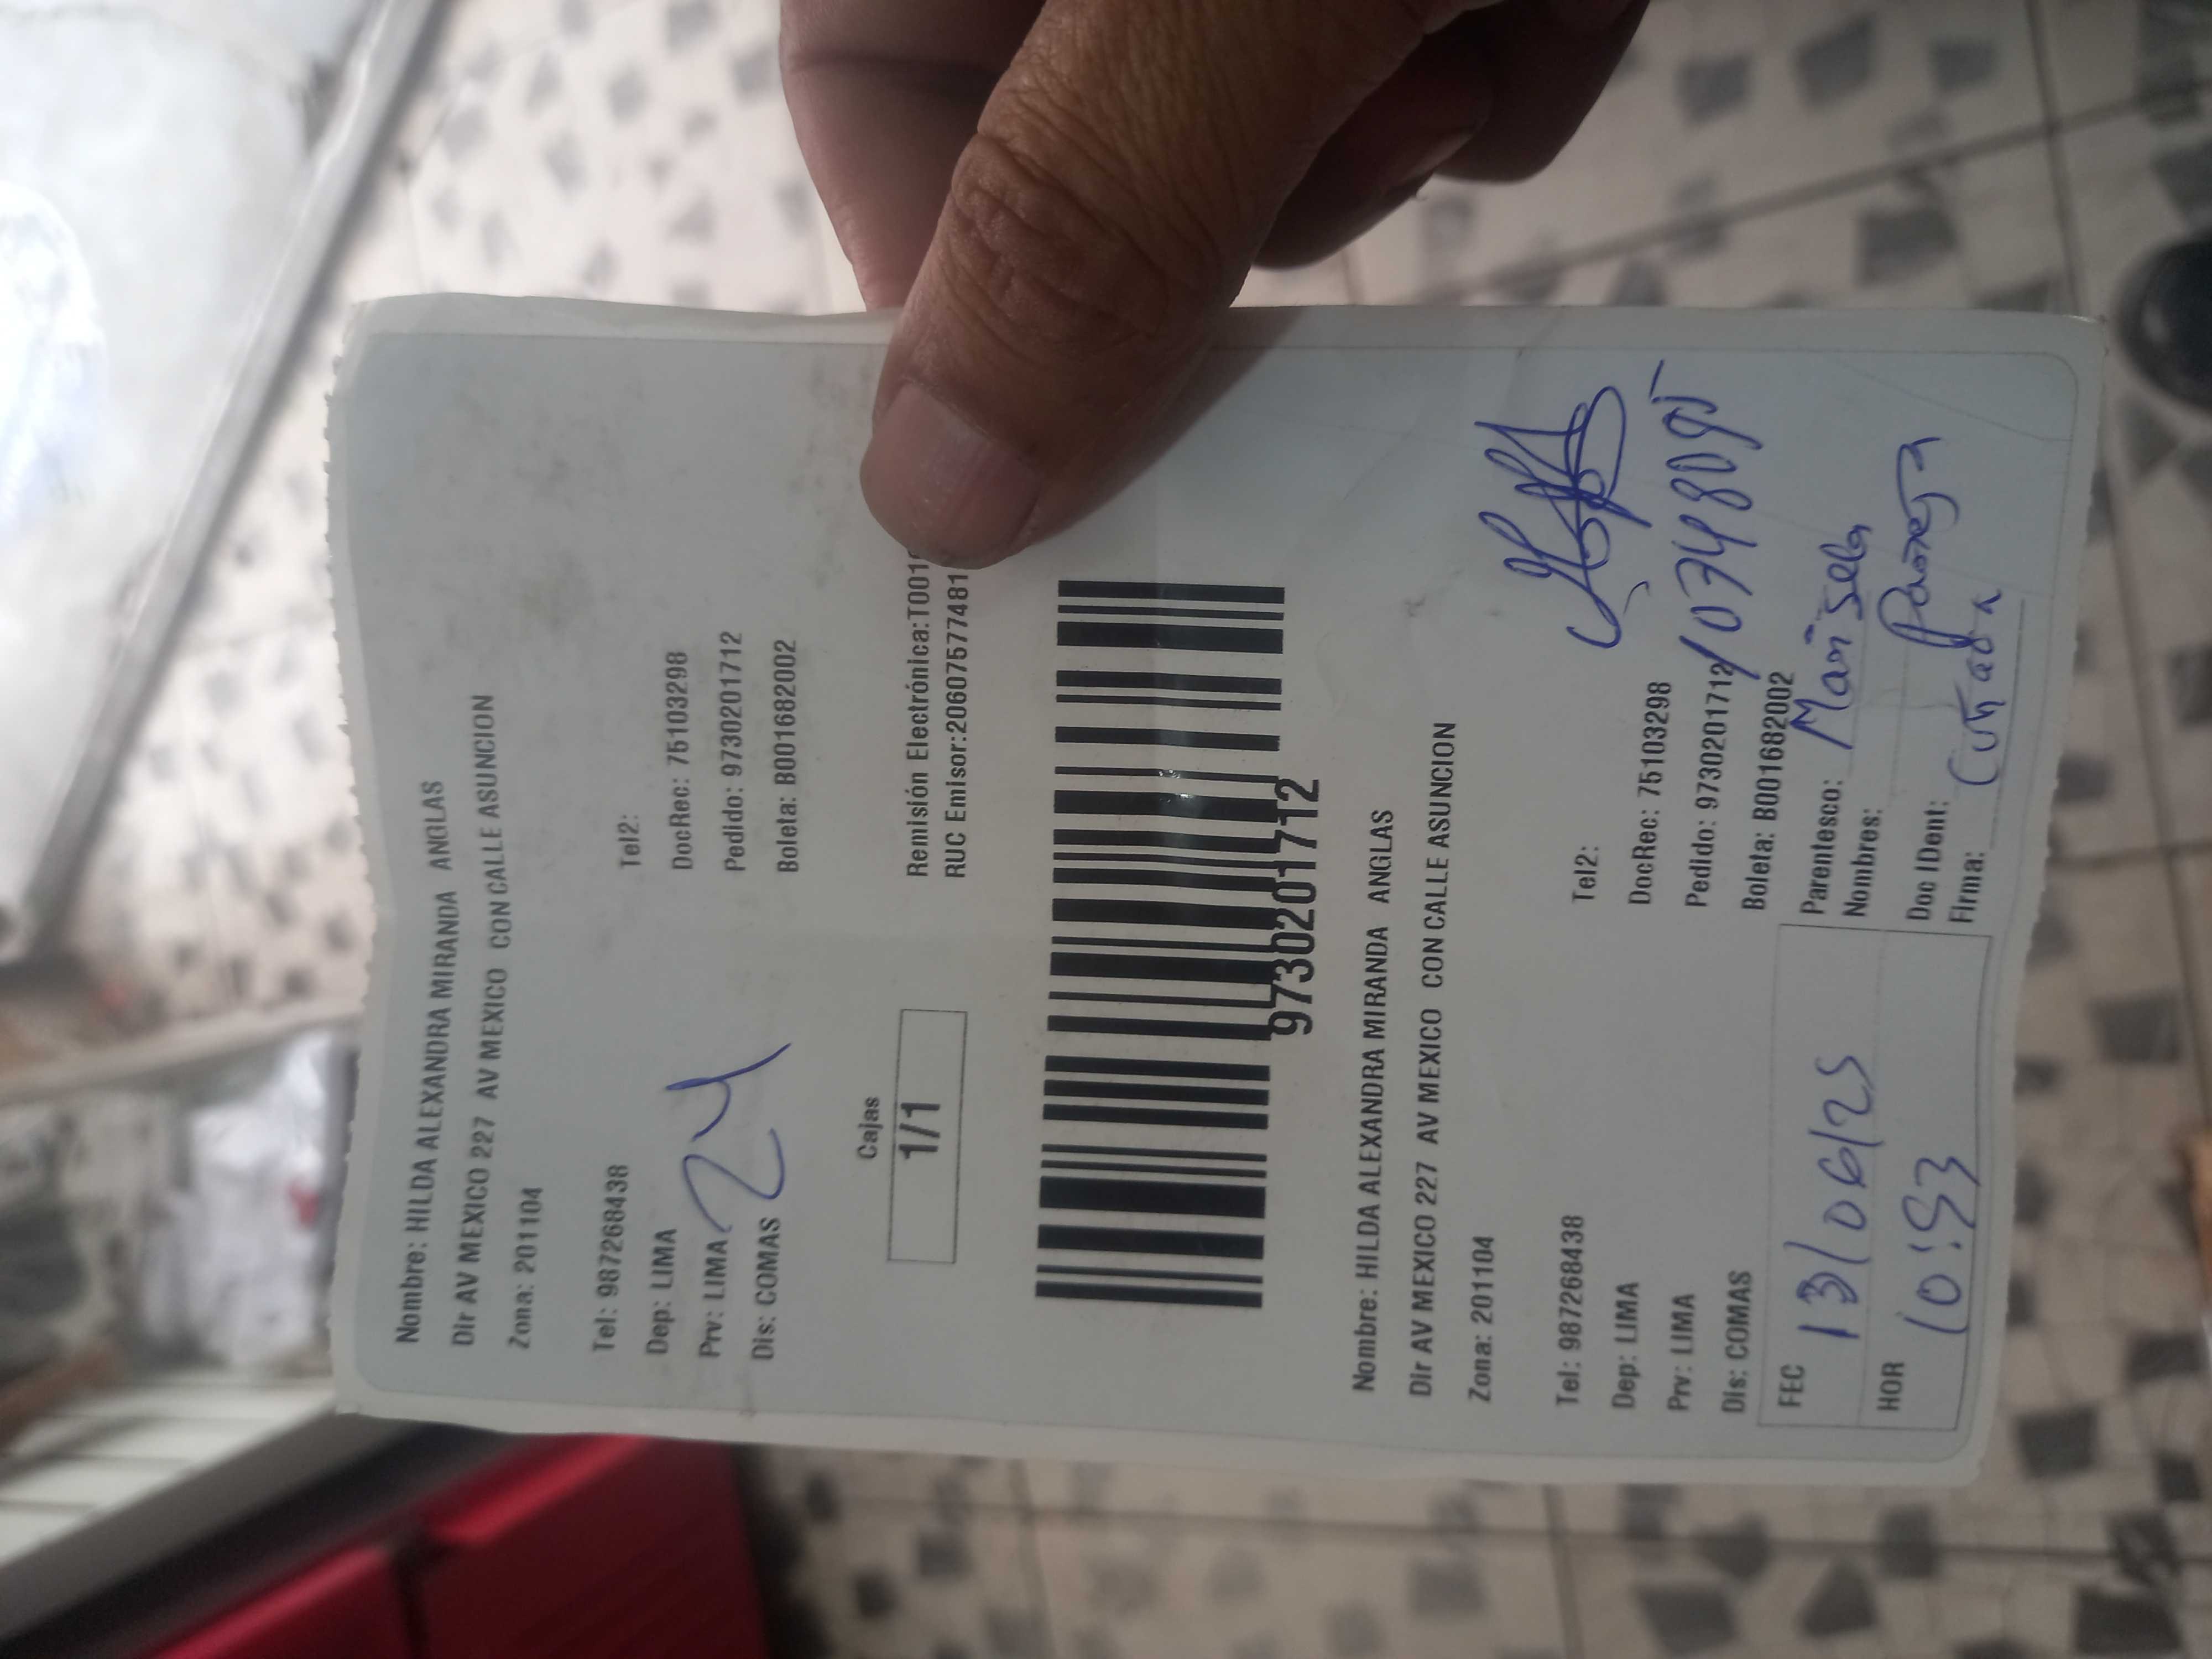 Nombre: HILDA ALEXANDRA MIRANDA ANGLAS
Dir AV MEXICO 227 AV MEXICO CON CALLE ASUNCION
Zona: 201104
Tel: 987268438 Tel2:
Dep: LIMA DocRec: 75103298
Prv: LIMA Pedido: 9730201712
Dis: COMAS Boleta: B001682002
24
Cajas
1/1
Remisión Electrónica:T001
RUC Emisor:20607577481
9730201712
Nombre: HILDA ALEXANDRA MIRANDA ANGLAS
Dir AV MEXICO 227 AV MEXICO CON CALLE ASUNCION
Zona: 201104
Tel: 987268438 Tel2:
Dep: LIMA DocRec: 75103298
Prv: LIMA Pedido: 9730201712
Dis: COMAS Boleta: B001682002
FEC 13/06/25
HOR 10:53
Parentesco: Marisela
Nombres:
Doc IDent:
Firma: Cuñada